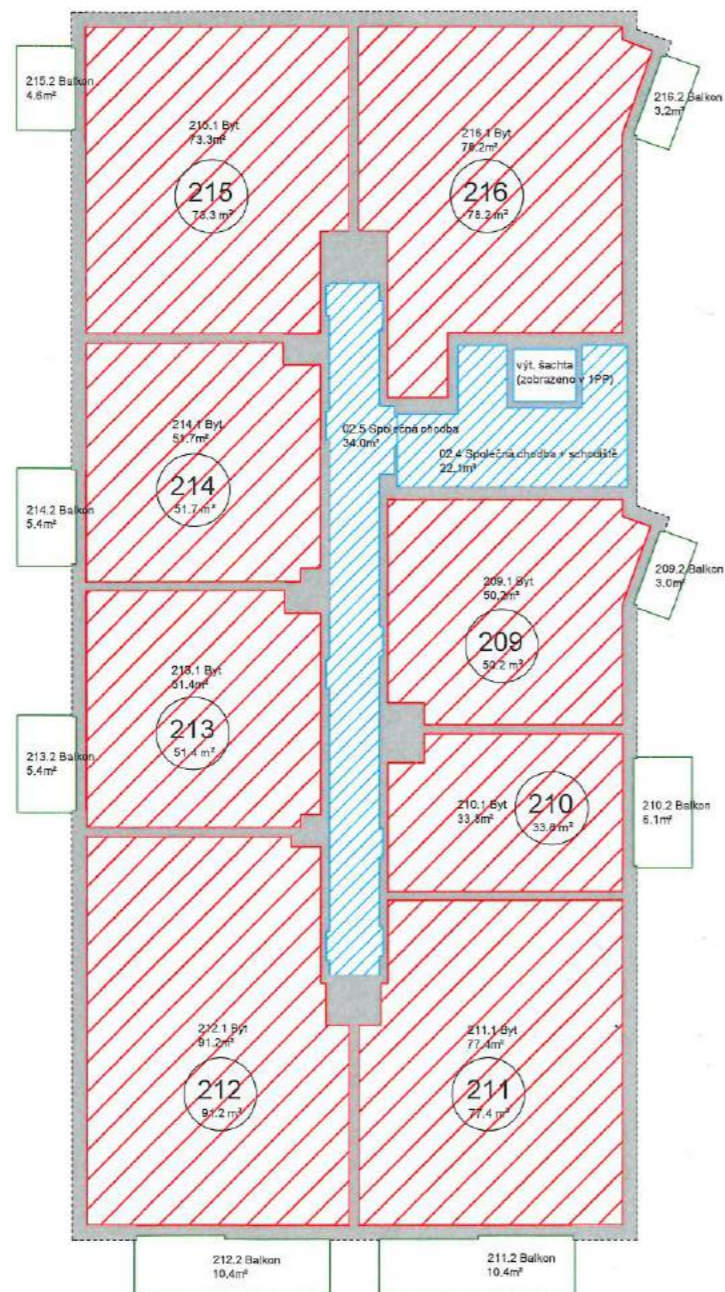 215.2 Balkon
4.6m²
215.1 Byt
73.3m²
215
73.3 m²
216.1 Byt
78.2m²
216
78.2 m²
216.2 Balkon
3.2m²
výt. šachta
(zobrazeno v 1PP)
214.1 Byt
51.7m²
214
51.7 m²
214.2 Balkon
5.4m²
02.5 Společná chodba
34.0m²
02.4 Společná chodba + schodiště
22.1m²
209.1 Byt
50.2m²
209
50.2 m²
209.2 Balkon
3.0m²
213.1 Byt
51.4m²
213
51.4 m²
213.2 Balkon
5.4m²
210.1 Byt
33.8m²
210
33.8 m²
210.2 Balkon
6.1m²
212.1 Byt
91.2m²
212
91.2 m²
211.1 Byt
77.4m²
211
77.4 m²
212.2 Balkon
10.4m²
211.2 Balkon
10.4m²